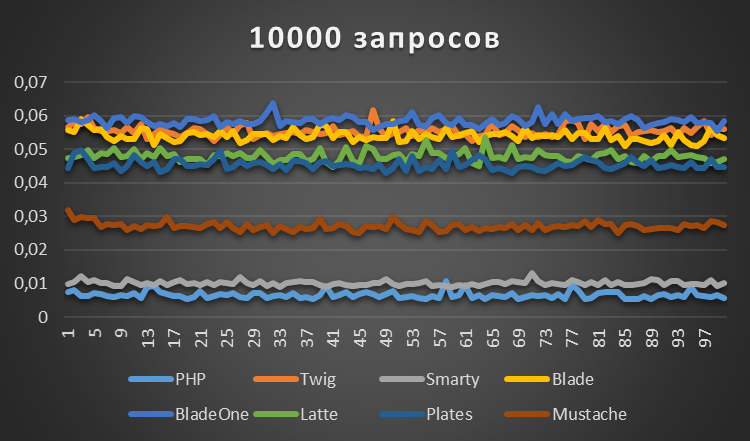 10000 запросов
0,07
0,06
0,05
0,04
0,03
0,02
0,01
0
1 5 9 13 17 21 25 29 33 37 41 45 49 53 57 61 65 69 73 77 81 85 89 93 97
PHP Twig Smarty Blade
BladeOne Latte Plates Mustache